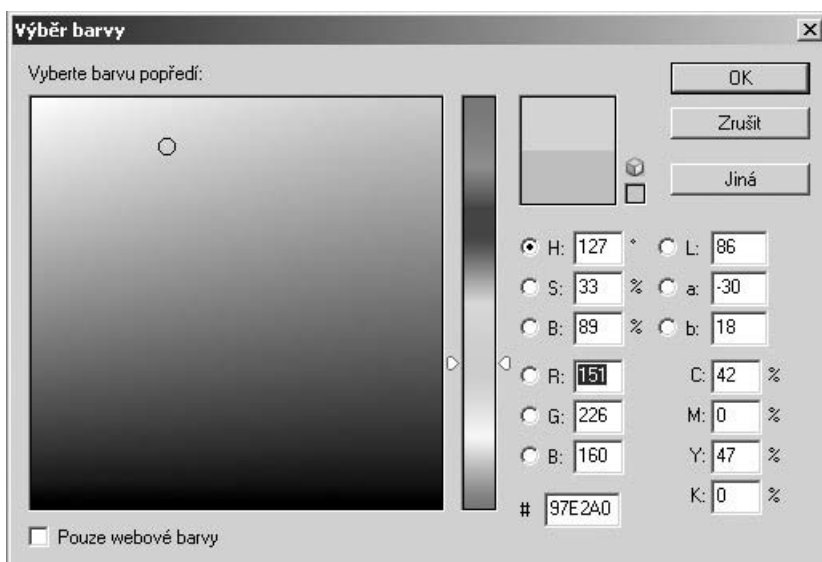 Výběr barvy
Vyberte barvu popředí:
OK
Zrušit
Jiná
H: 127 ° L: 86
S: 33 % a: -30
B: 89 % b: 18
R: 151 C: 42 %
G: 226 M: 0 %
B: 160 Y: 47 %
K: 0 %
# 97E2A0
Pouze webové barvy